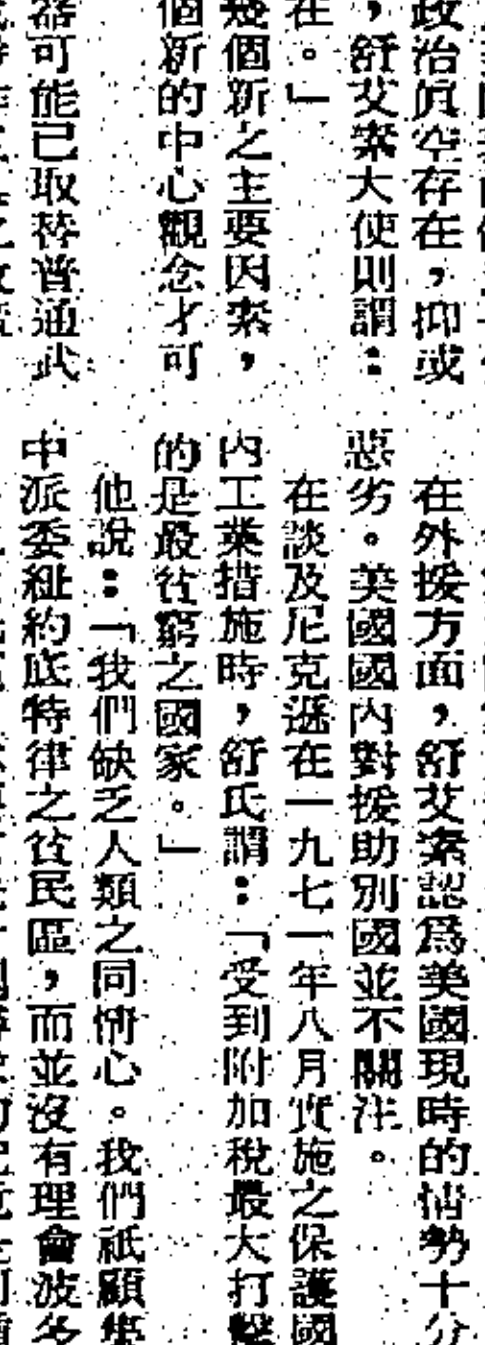 政治眞空存在，抑或
，舒艾索大使則謂：
在。」
幾個新之主要因素，
個新的中心觀念才可
器可能已取替普通武
在外援方面，舒艾索認爲美國現時的情勢十分
惡劣。美國國內對援助別國並不關注。
在談及尼克遜在一九七一年八月實施之保護國
內工業措施時，舒氏謂：「受到附加稅最大打擊
的是最貧窮之國家。」
他說：「我們缺乏人類之同情心。我們祇顧集
中派委紐約底特律之貧民區，而並沒有理會波多